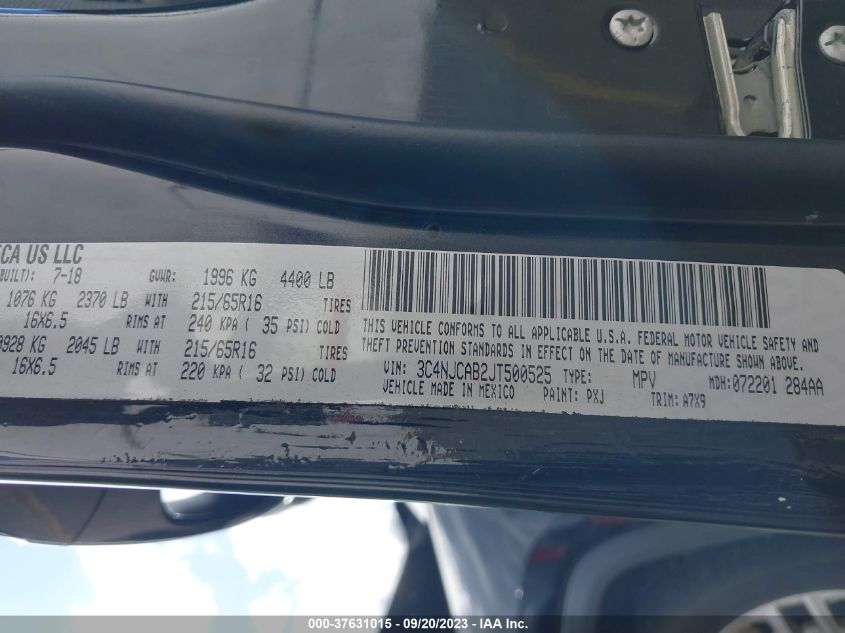 FCA US LLC
BUILT): 7-18 GVWR: 1996 KG 4400 LB
1076 KG 2370 LB WITH 215/65R16 TIRES
16X6.5 RIMS AT 240 KPA ( 35 PSI) COLD
0928 KG 2045 LB WITH 215/65R16 TIRES
16X6.5 RIMS AT 220 KPA ( 32 PSI) COLD
THIS VEHICLE CONFORMS TO ALL APPLICABLE U.S.A. FEDERAL MOTOR VEHICLE SAFETY AND
THEFT PREVENTION STANDARDS IN EFFECT ON THE DATE OF MANUFACTURE SHOWN ABOVE.
VIN: 3C4NJCAB2JT500525 TYPE: MPV MDH:072201 284AA
VEHICLE MADE IN MEXICO PAINT: PXJ TRIM: A7X9
000-37631015 - 09/20/2023 - IAA Inc.